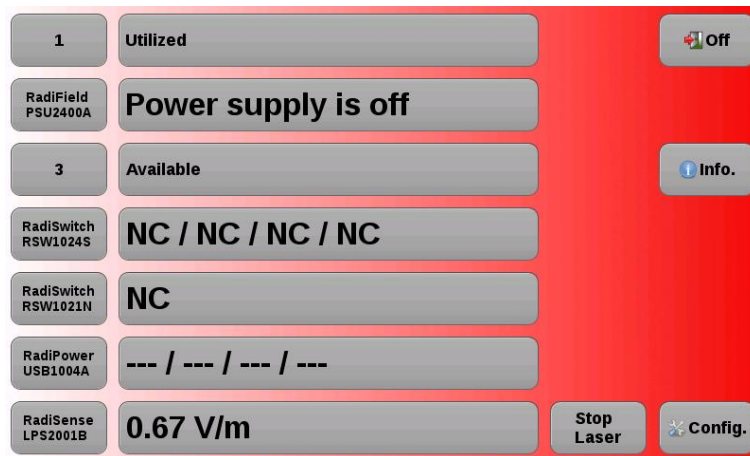 1
Utilized
Off
RadiField
PSU2400A
Power supply is off
3
Available
Info.
RadiSwitch
RSW1024S
NC / NC / NC / NC
RadiSwitch
RSW1021N
NC
RadiPower
USB1004A
--- / --- / --- / ---
RadiSense
LPS2001B
0.67 V/m
Stop
Laser
Config.